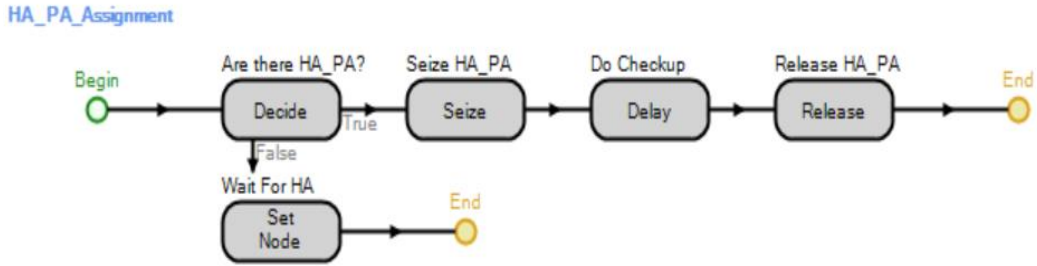 HA_PA_Assignment
Begin
Are there HA_PA?
Decide
True
False
Seize HA_PA
Seize
Do Checkup
Delay
Release HA_PA
Release
End
Wait For HA
Set
Node
End